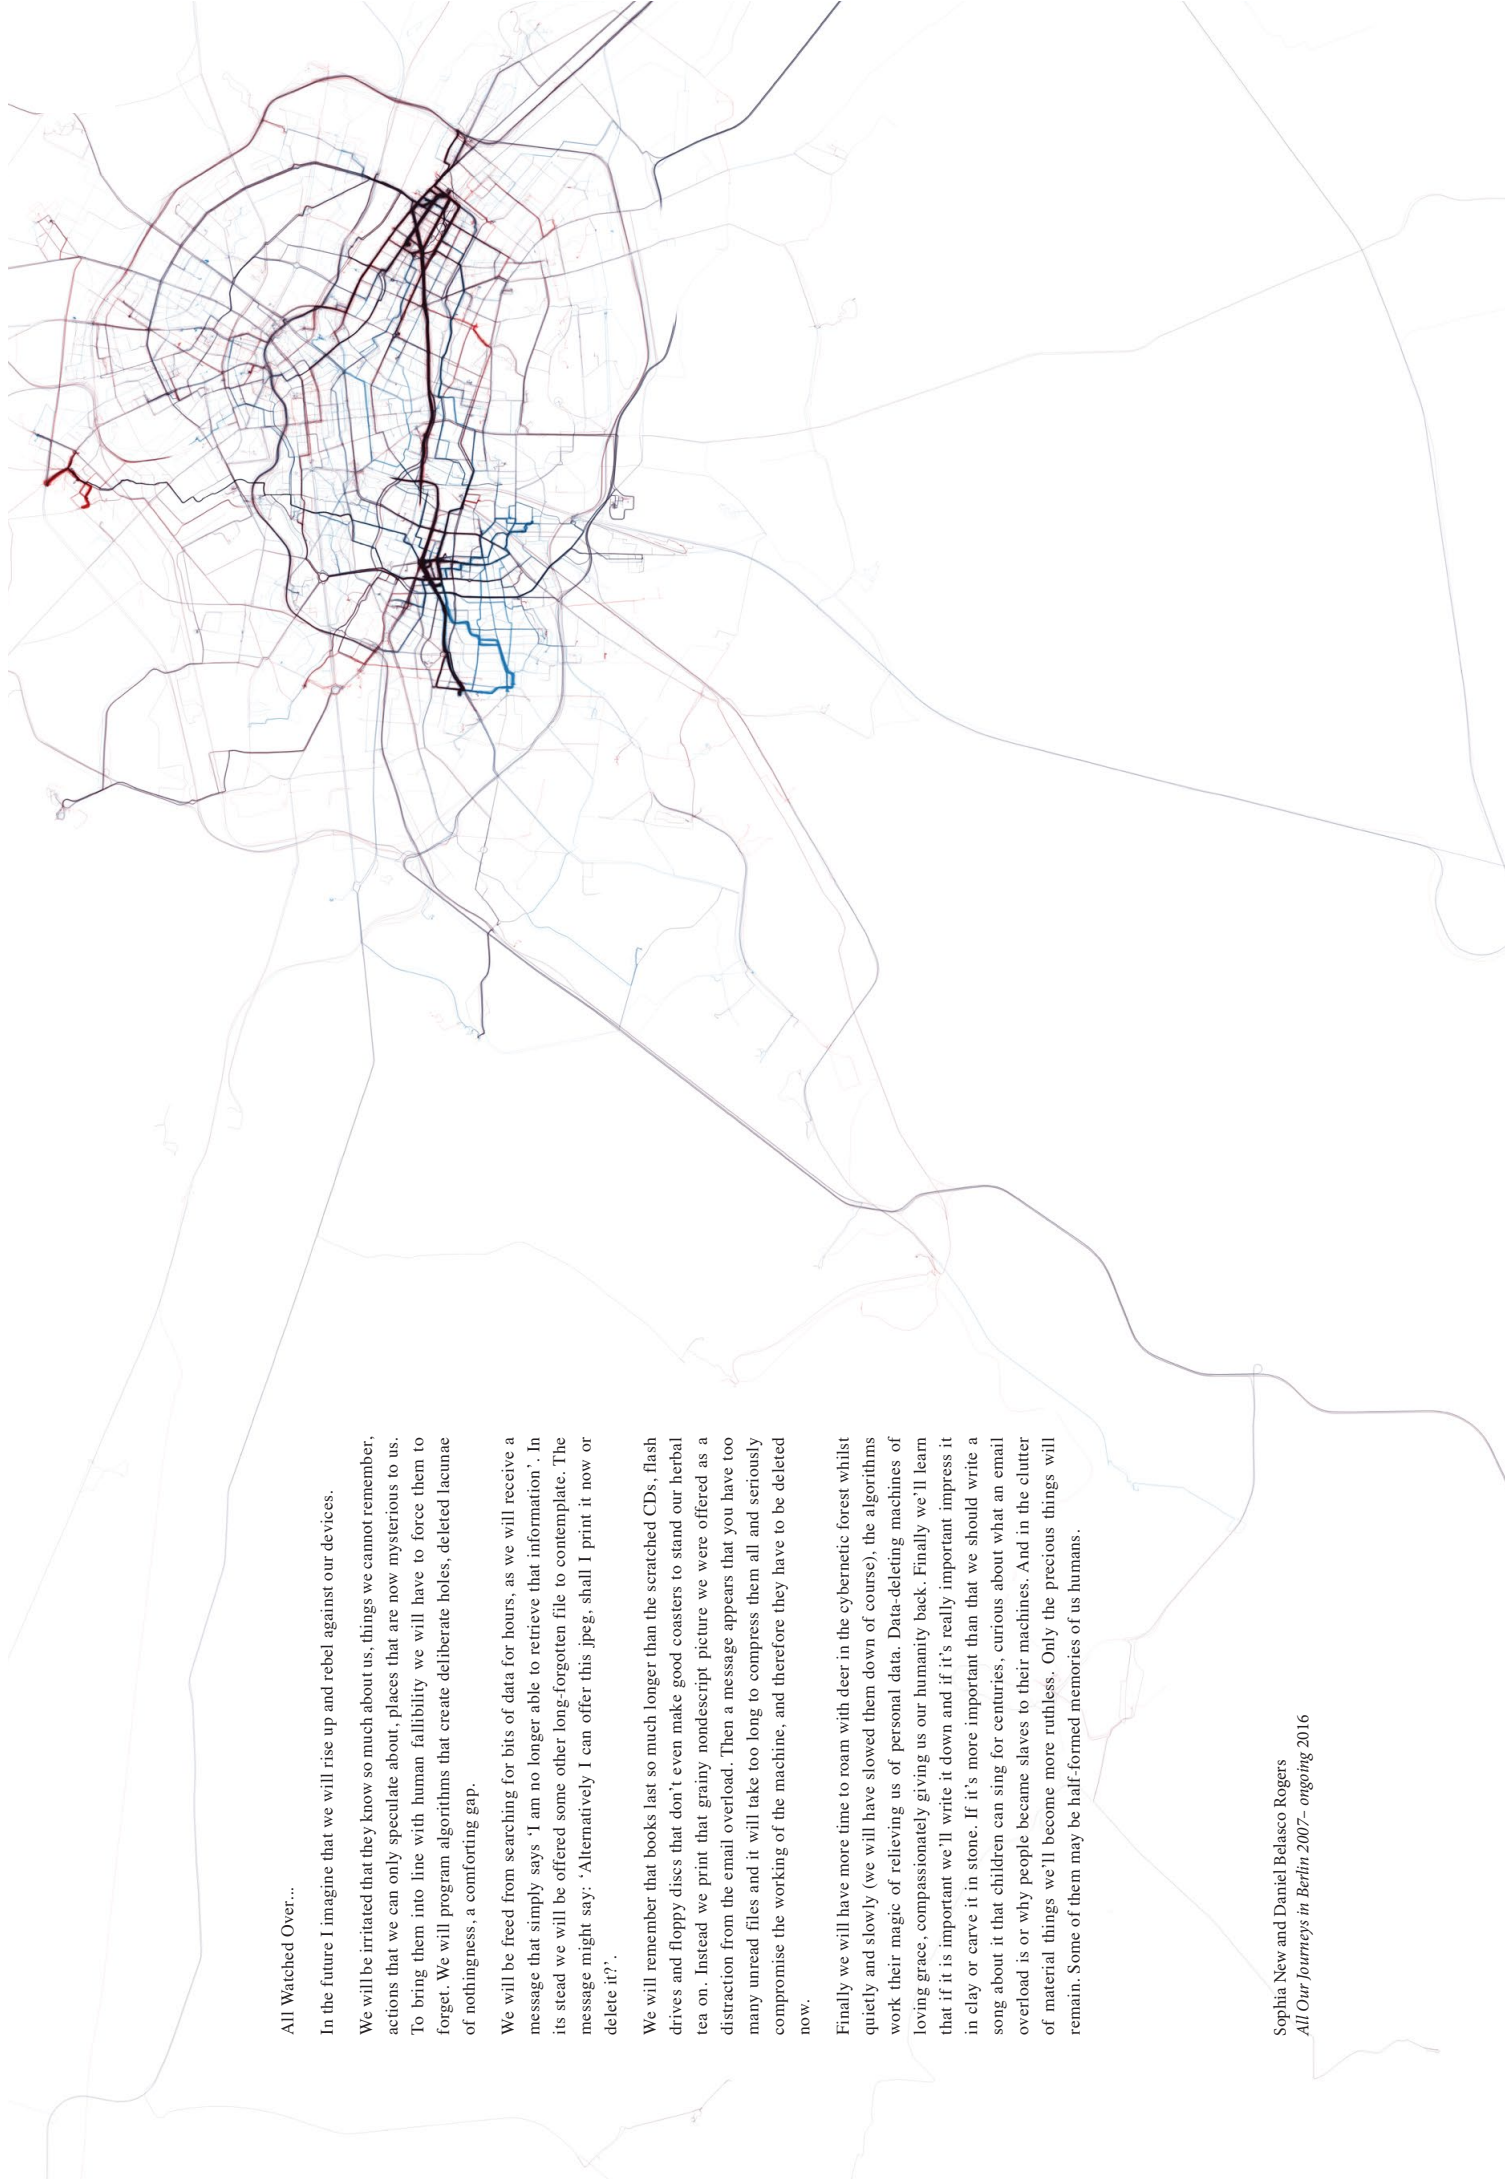 All Watched Over...
In the future I imagine that we will rise up and rebel against our devices.
We will be irritated that they know so much about us, things we cannot remember,
actions that we can only speculate about, places that are now mysterious to us.
To bring them into line with human fallibility we will have to force them to
forget. We will program algorithms that create deliberate holes, deleted lacunae
of nothingness, a comforting gap.
We will be freed from searching for bits of data for hours, as we will receive a
message that simply says ‘I am no longer able to retrieve that information’. In
its stead we will be offered some other long-forgotten file to contemplate. The
message might say: ‘Alternatively I can offer this jpeg, shall I print it now or
delete it?’.
We will remember that books last so much longer than the scratched CDs, flash
drives and floppy discs that don’t even make good coasters to stand our herbal
tea on. Instead we print that grainy nondescript picture we were offered as a
distraction from the email overload. Then a message appears that you have too
many unread files and it will take too long to compress them all and seriously
compromise the working of the machine, and therefore they have to be deleted
now.
Finally we will have more time to roam with deer in the cybernetic forest whilst
quietly and slowly (we will have slowed them down of course), the algorithms
work their magic of relieving us of personal data. Data-deleting machines of
loving grace, compassionately giving us our humanity back. Finally we’ll learn
that if it is important we’ll write it down and if it’s really important impress it
in clay or carve it in stone. If it’s more important than that we should write a
song about it that children can sing for centuries, curious about what an email
overload is or why people became slaves to their machines. And in the clutter
of material things we’ll become more ruthless. Only the precious things will
remain. Some of them may be half-formed memories of us humans.
Sophia New and Daniel Belasco Rogers
All Our Journeys in Berlin 2007– ongoing 2016